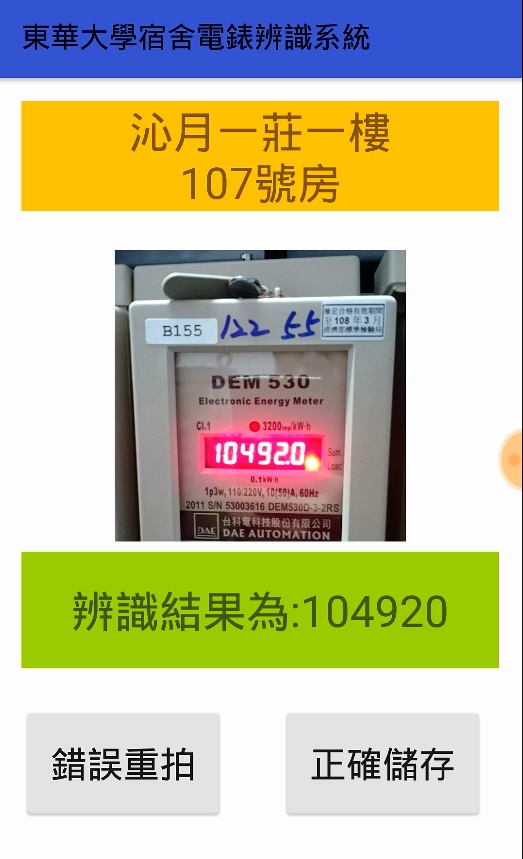 東華大學宿舍電錶辨識系統
沁月一莊一樓
107號房
B155
122 55
檢定合格有效期間
至108年3月
經濟部標準檢驗局
DEM 530
Electronic Energy Meter
Cl.1
3200imp/kW·h
104920
Sum.
Load
0.1kW·h
1p3w, 110/220V, 10(50)A, 60Hz
2011 S/N 53003616 DEM530D-3-2RS
DAE
台科電科技股份有限公司
DAE AUTOMATION
辨識結果為:104920
錯誤重拍
正確儲存